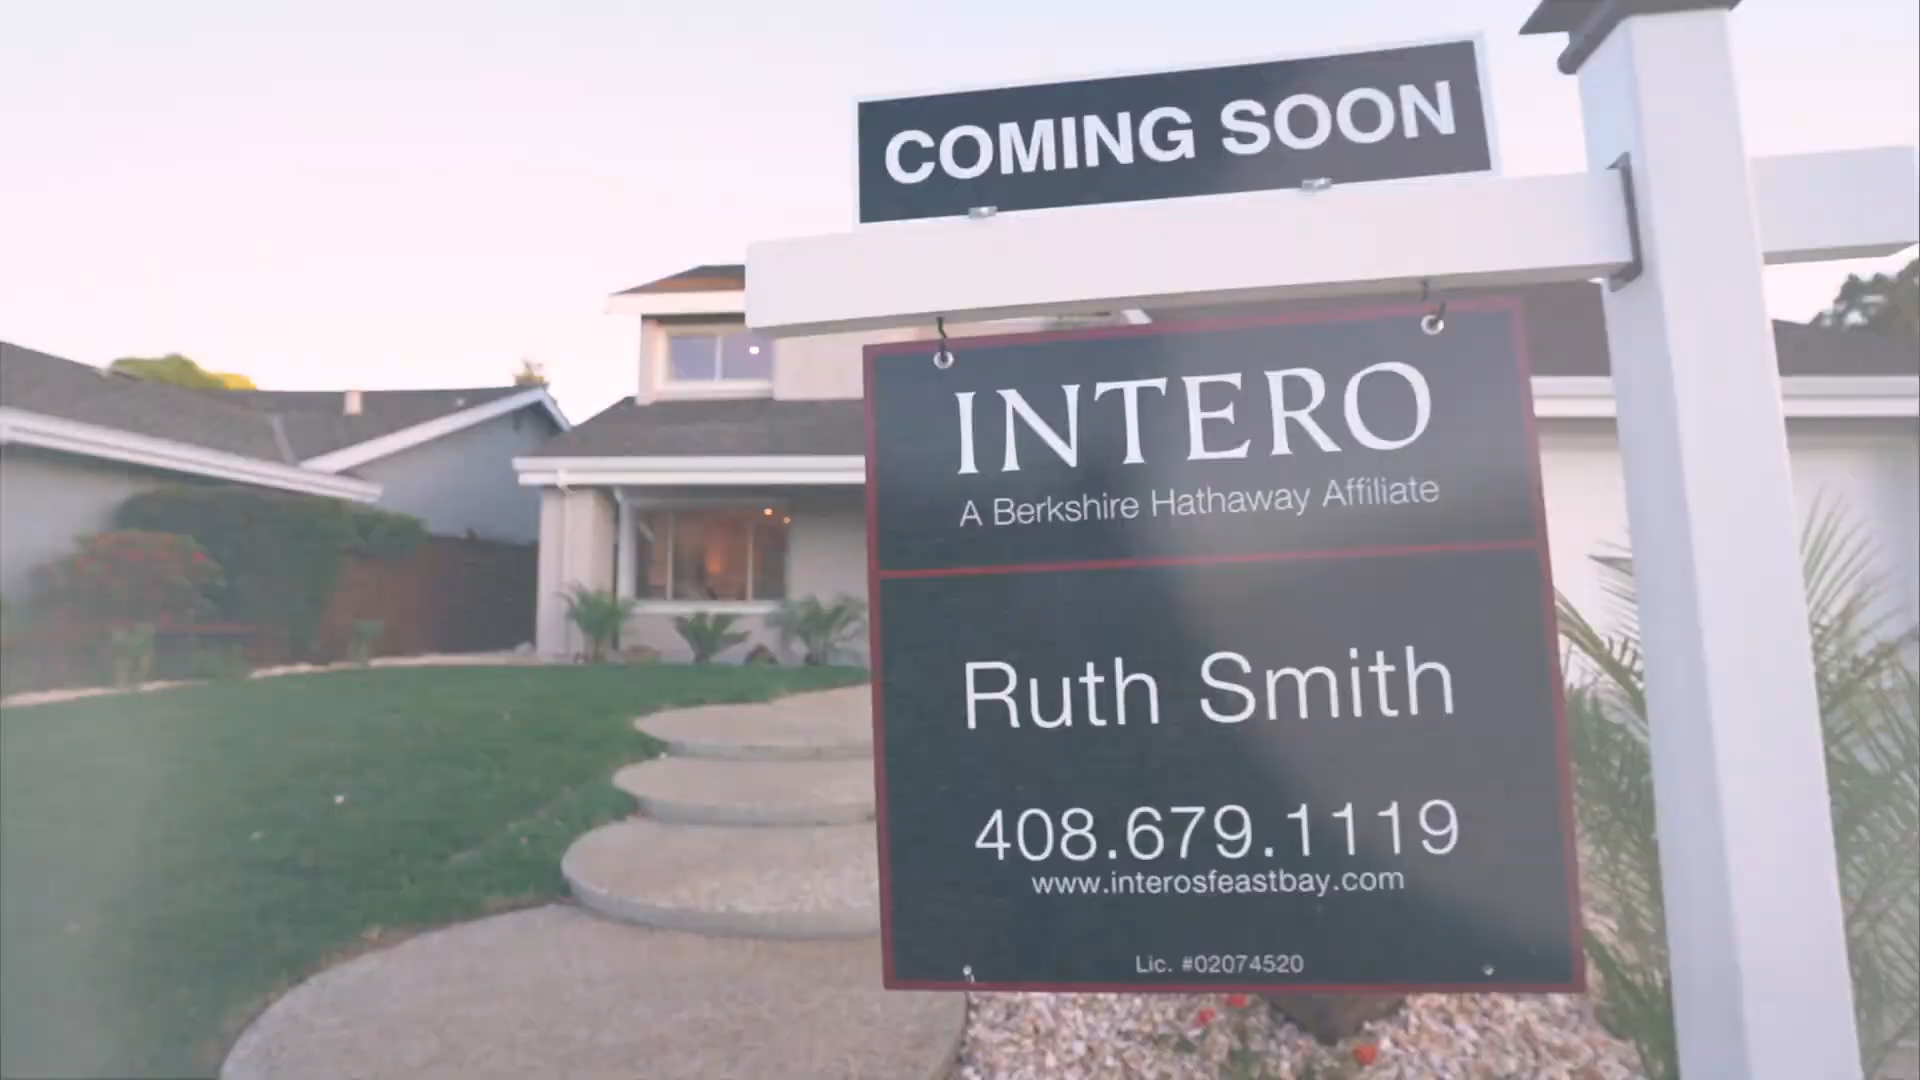 COMING SOON
INTERO
A Berkshire Hathaway Affiliate
Ruth Smith
408.679.1119
www.interosfeastbay.com
Lic. #02074520